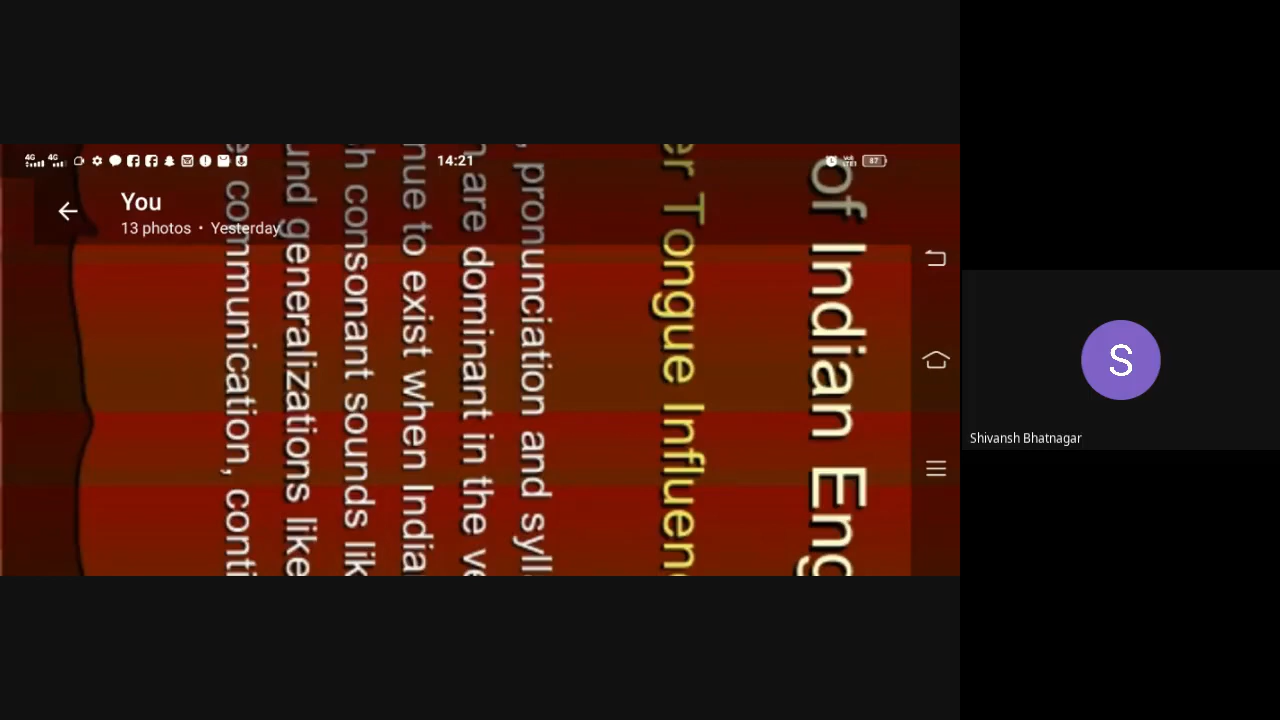 14:21
87
You
13 photos • Yesterday
of Indian Eng
er Tongue Influen
, pronunciation and syll
are dominant in the ve
nue to exist when India
h consonant sounds lik
und generalizations like
e communication, conti
S
Shivansh Bhatnagar